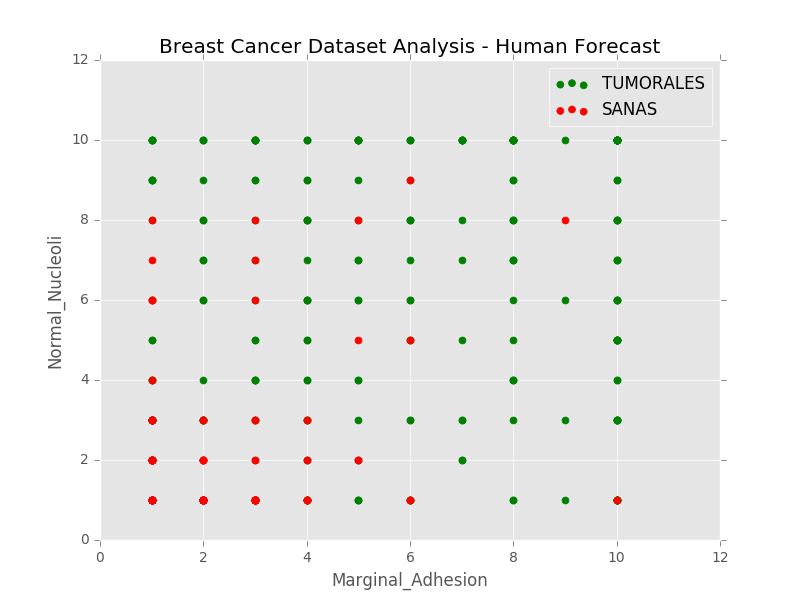 Breast Cancer Dataset Analysis - Human Forecast
TUMORALES
SANAS
12
10
8
6
4
2
0
Normal_Nucleoli
0 2 4 6 8 10 12
Marginal_Adhesion